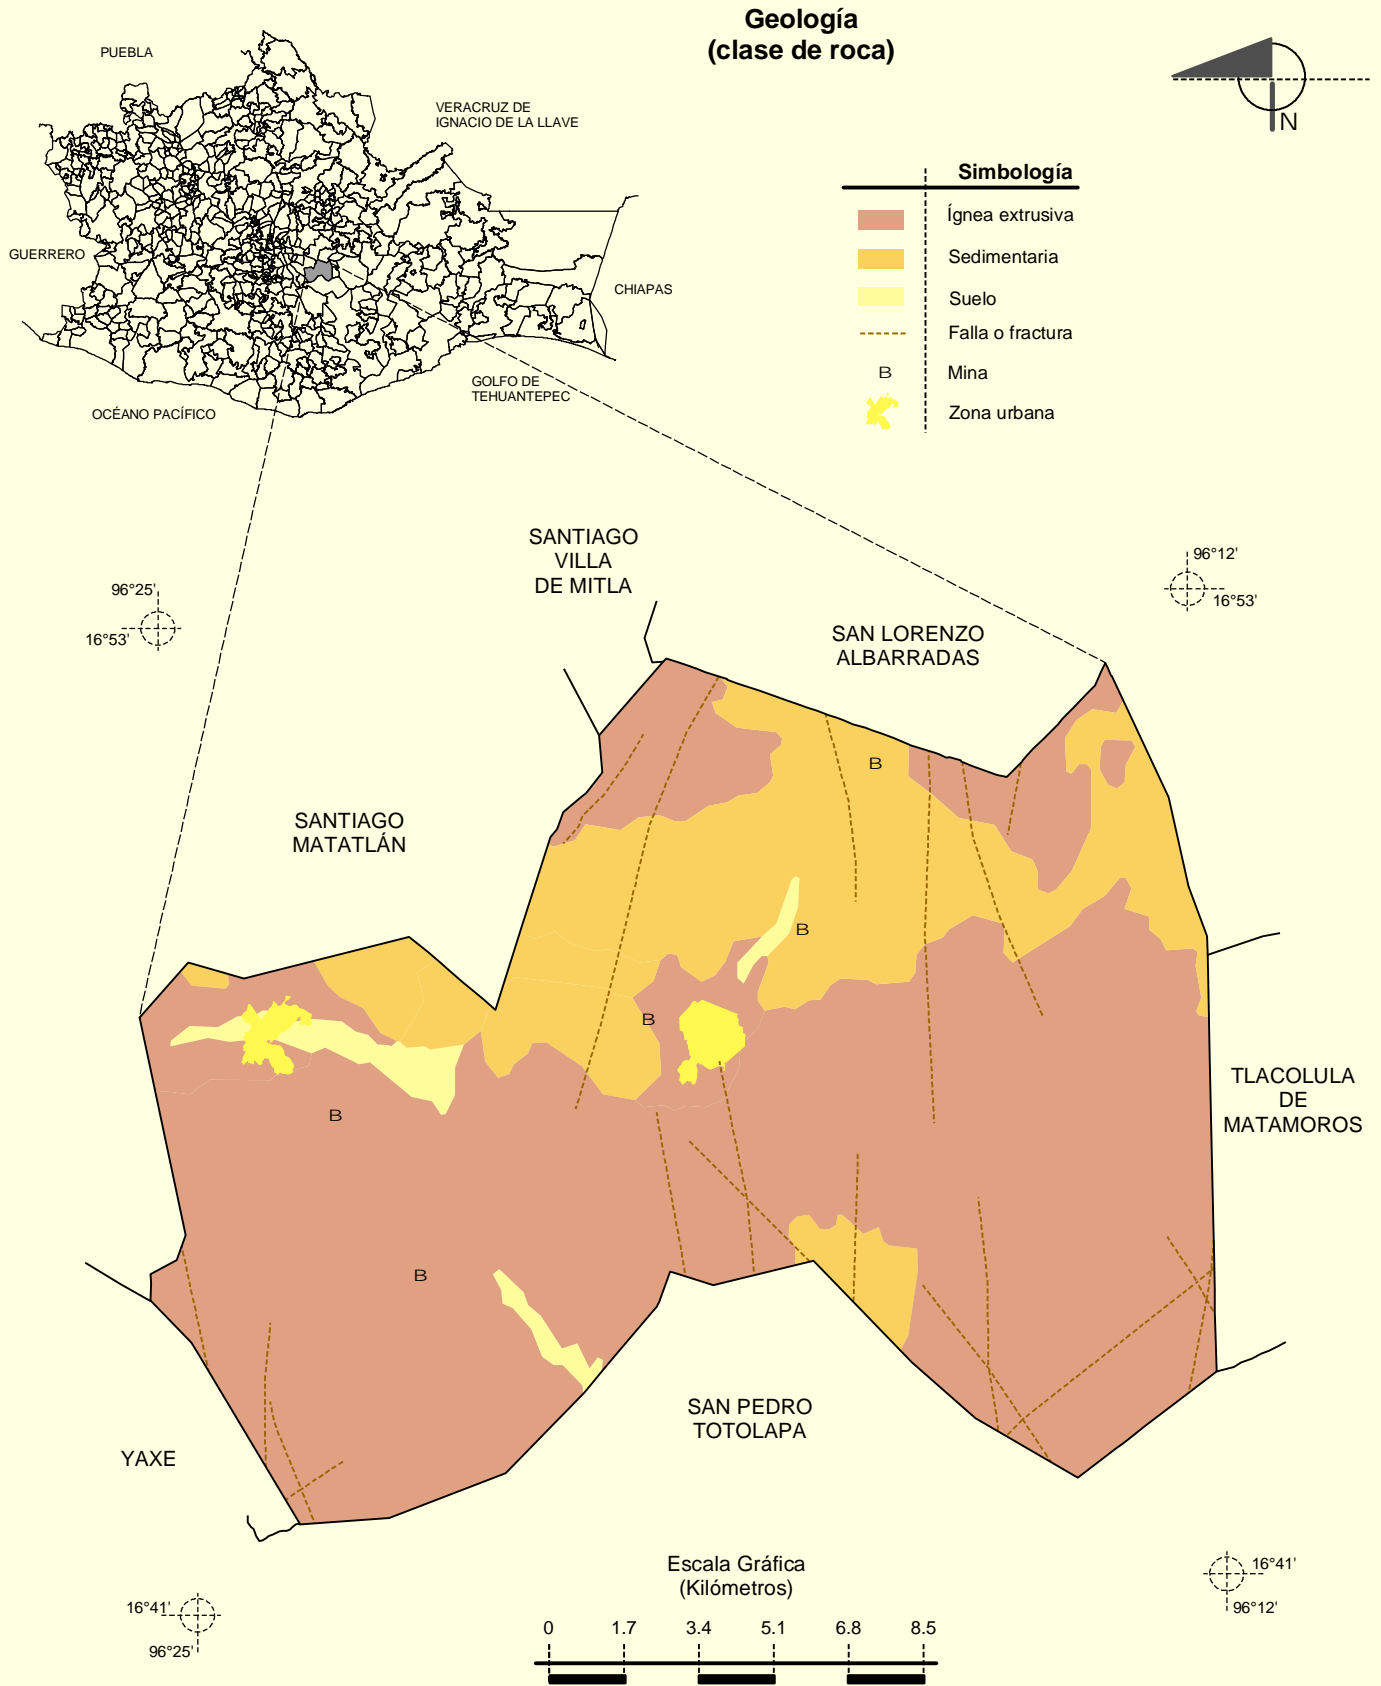 Geología
(clase de roca)
PUEBLA
VERACRUZ DE
IGNACIO DE LA LLAVE
N
GUERRERO
CHIAPAS
GOLFO DE
TEHUANTEPEC
OCÉANO PACÍFICO
Simbología
Ígnea extrusiva
Sedimentaria
Suelo
Falla o fractura
B Mina
Zona urbana
SANTIAGO
VILLA
DE MITLA
96°12'
16°53'
96°25'
16°53'
SAN LORENZO
ALBARRADAS
B
SANTIAGO
MATATLÁN
B
B
TLACOLULA
DE
MATAMOROS
B
B
SAN PEDRO
TOTOLAPA
YAXE
Escala Gráfica
(Kilómetros)
0 1.7 3.4 5.1 6.8 8.5
16°41'
96°25'
16°41'
96°12'